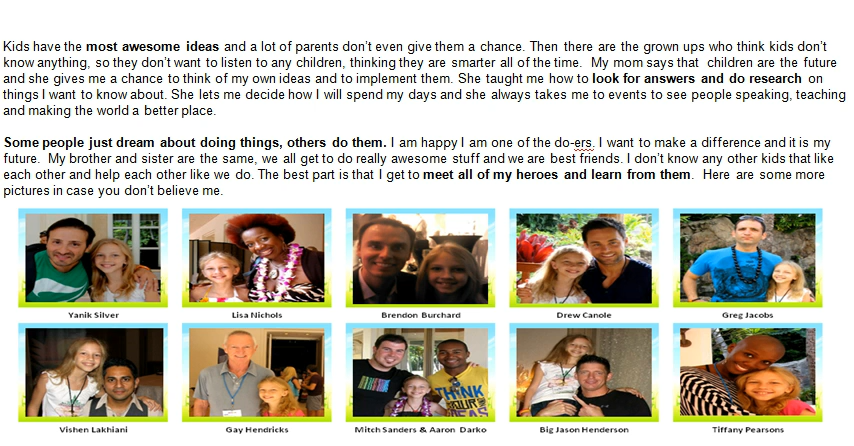 Kids have the most awesome ideas and a lot of parents don't even give them a chance. Then there are the grown ups who think kids don't
know anything, so they don't want to listen to any children, thinking they are smarter all of the time. My mom says that children are the future
and she gives me a chance to think of my own ideas and to implement them. She taught me how to look for answers and do research on
things I want to know about. She lets me decide how I will spend my days and she always takes me to events to see people speaking, teaching
and making the world a better place.
Some people just dream about doing things, others do them. I am happy I am one of the do-ers. I want to make a difference and it is my
future. My brother and sister are the same, we all get to do really awesome stuff and we are best friends. I don't know any other kids that like
each other and help each other like we do. The best part is that I get to meet all of my heroes and learn from them. Here are some more
pictures in case you don't believe me.
Yanik Silver
Lisa Nichols
Brendon Burchard
Drew Canole
Greg Jacobs
THINK
IDEAS
Vishen Lakhiani
Gay Hendricks
Mitch Sanders & Aaron Darko
Big Jason Henderson
Tiffany Pearsons